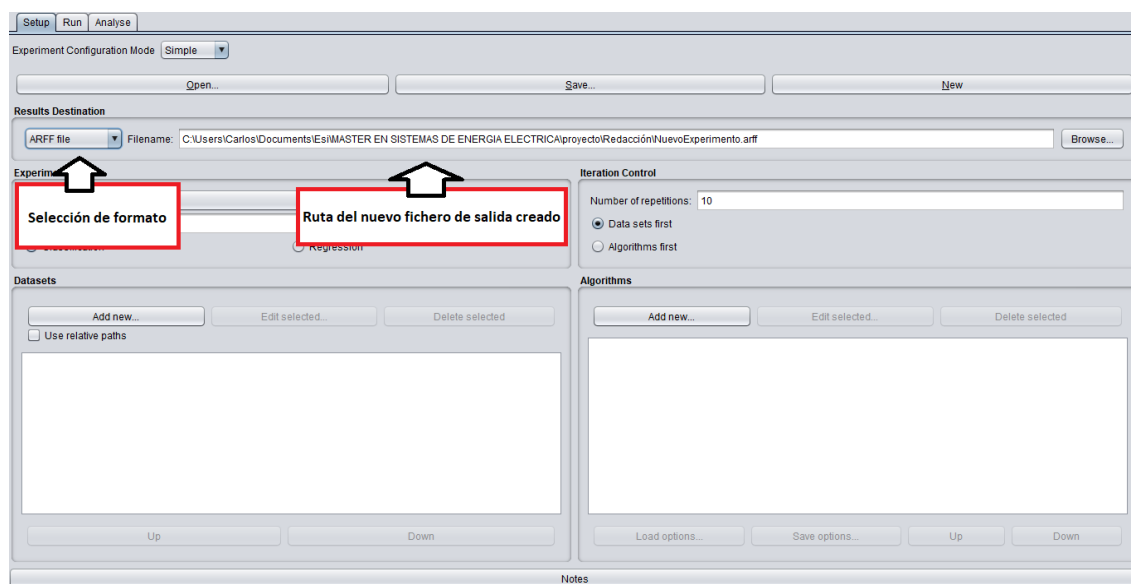 Setup Run Analyse
Experiment Configuration Mode Simple
Open... Save... New
Results Destination
ARFF file Filename: C:\Users\Carlos\Documents\Esi\MASTER EN SISTEMAS DE ENERGIA ELECTRICA\proyecto\Redacción\NuevoExperimento.arff Browse...
Iteration Control
Selección de formato
Ruta del nuevo fichero de salida creado
Number of repetitions: 10
Data sets first
Regression
Algorithms first
Datasets
Add new... Edit selected... Delete selected
Use relative paths
Up Down
Algorithms
Add new... Edit selected... Delete selected
Load options... Save options... Up Down
Notes